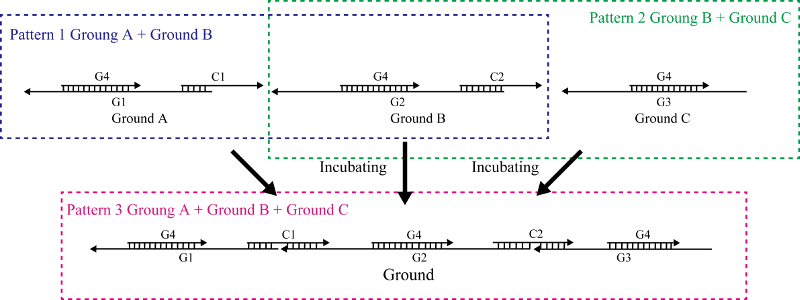 Pattern 1 Groung A + Ground B
Pattern 2 Groung B + Ground C
G4
C1
G1
Ground A
G4
C2
G2
Ground B
G4
G3
Ground C
Incubating
Incubating
Pattern 3 Groung A + Ground B + Ground C
G4
C1
G4
C2
G4
G1
G2
G3
Ground